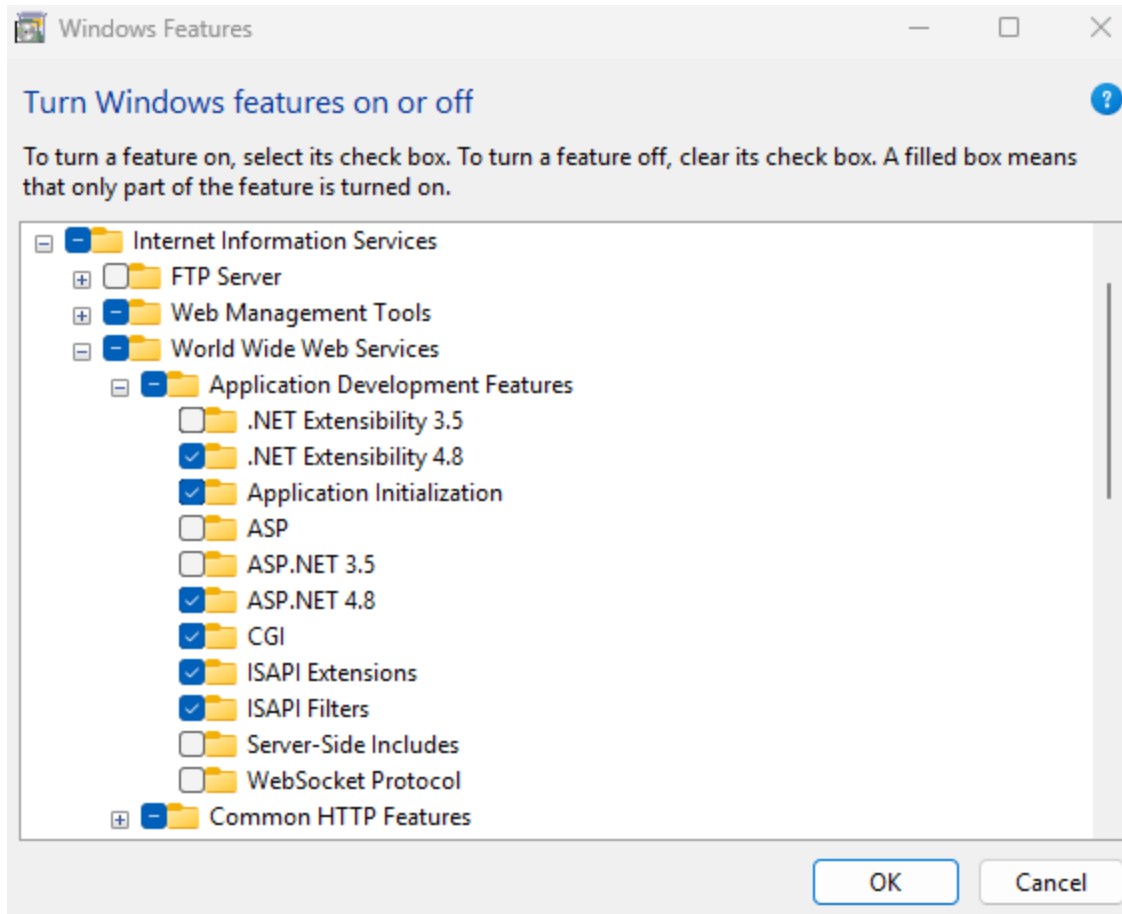 Windows Features
Turn Windows features on or off
?
To turn a feature on, select its check box. To turn a feature off, clear its check box. A filled box means
that only part of the feature is turned on.
Internet Information Services
FTP Server
Web Management Tools
World Wide Web Services
Application Development Features
.NET Extensibility 3.5
.NET Extensibility 4.8
Application Initialization
ASP
ASP.NET 3.5
ASP.NET 4.8
CGI
ISAPI Extensions
ISAPI Filters
Server-Side Includes
WebSocket Protocol
Common HTTP Features
OK Cancel